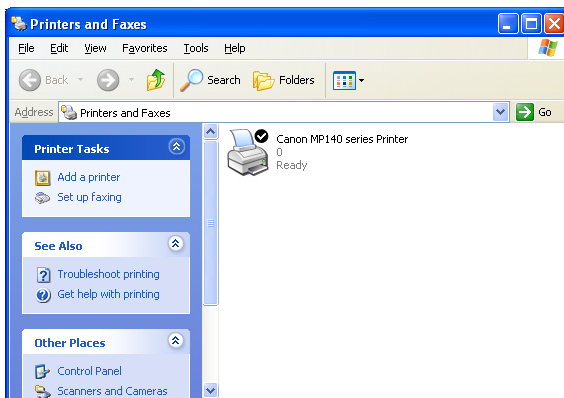 Printers and Faxes
File Edit View Favorites Tools Help
Back Search Folders
Address Printers and Faxes Go
Printer Tasks
Add a printer
Set up faxing
See Also
Troubleshoot printing
Get help with printing
Other Places
Control Panel
Scanners and Cameras
Canon MP140 series Printer
0
Ready